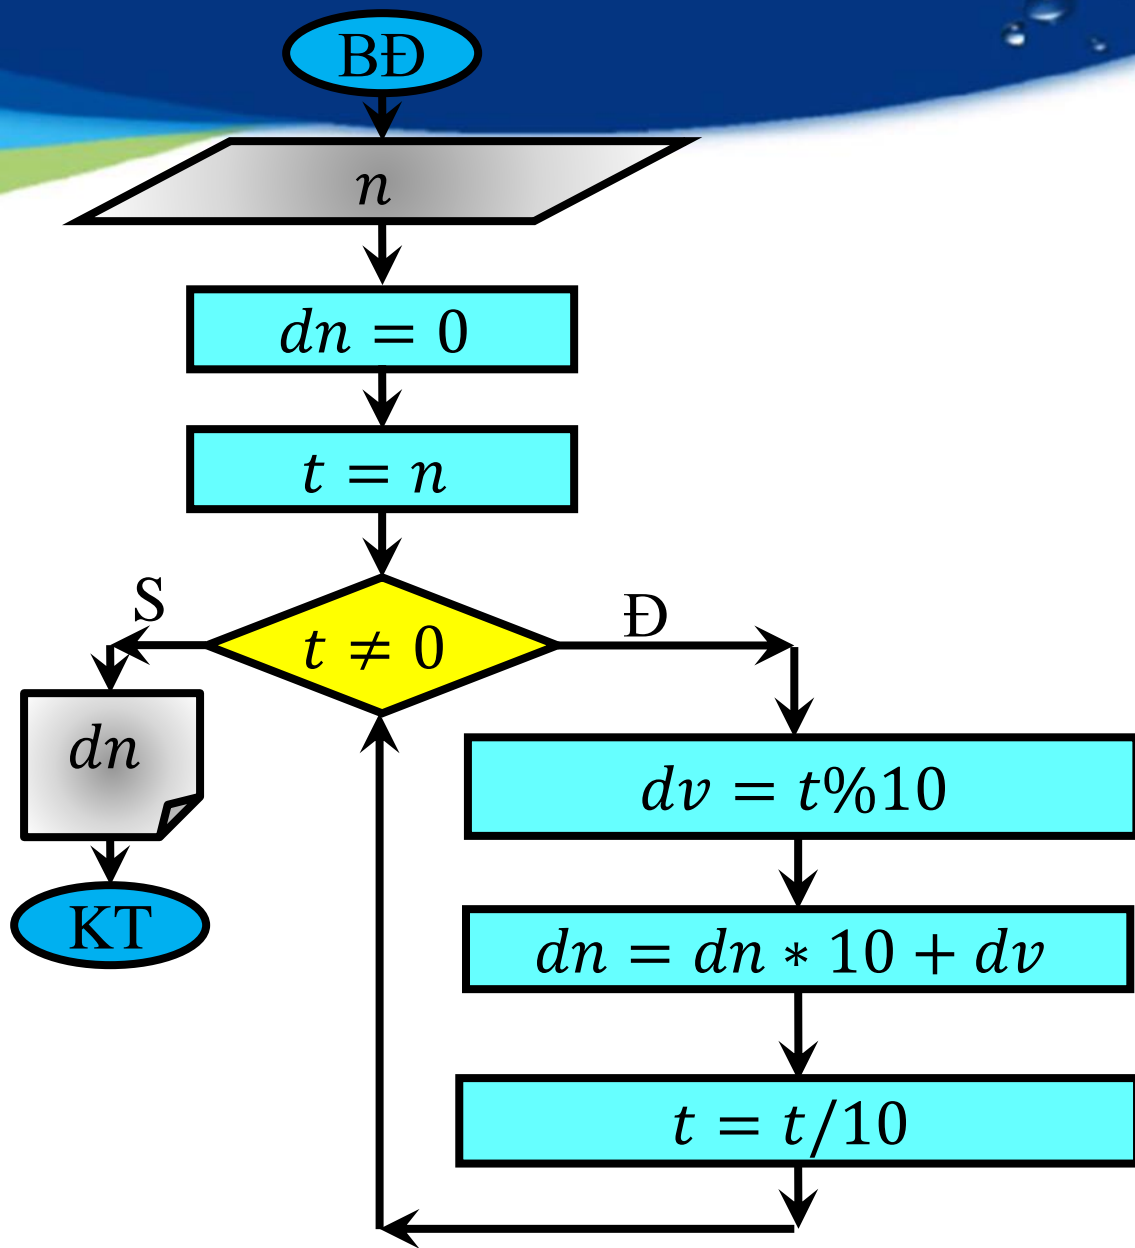 BĐ
n
dn = 0
t = n
S
Đ
t ≠ 0
dn
KT
dv = t%10
dn = dn ∗ 10 + dv
t = t/10